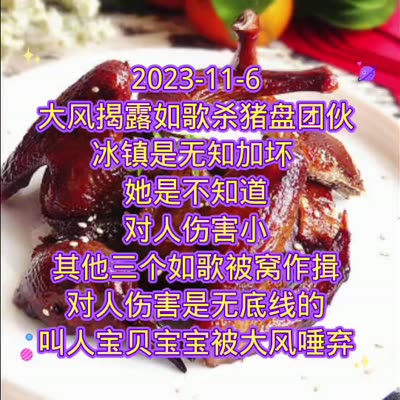 2023-11-6
大风揭露如歌杀猪盘团伙
冰镇是无知加坏
她是不知道
对人伤害小
其他三个如歌被窝作揖
对人伤害是无底线的
叫人宝贝宝宝被大风唾弃